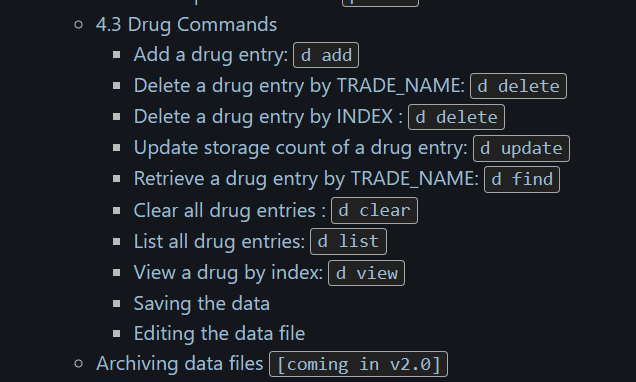 4.3 Drug Commands
Add a drug entry: d add
Delete a drug entry by TRADE_NAME: d delete
Delete a drug entry by INDEX : d delete
Update storage count of a drug entry: d update
Retrieve a drug entry by TRADE_NAME: d find
Clear all drug entries : d clear
List all drug entries: d list
View a drug by index: d view
Saving the data
Editing the data file
Archiving data files [coming in v2.0]